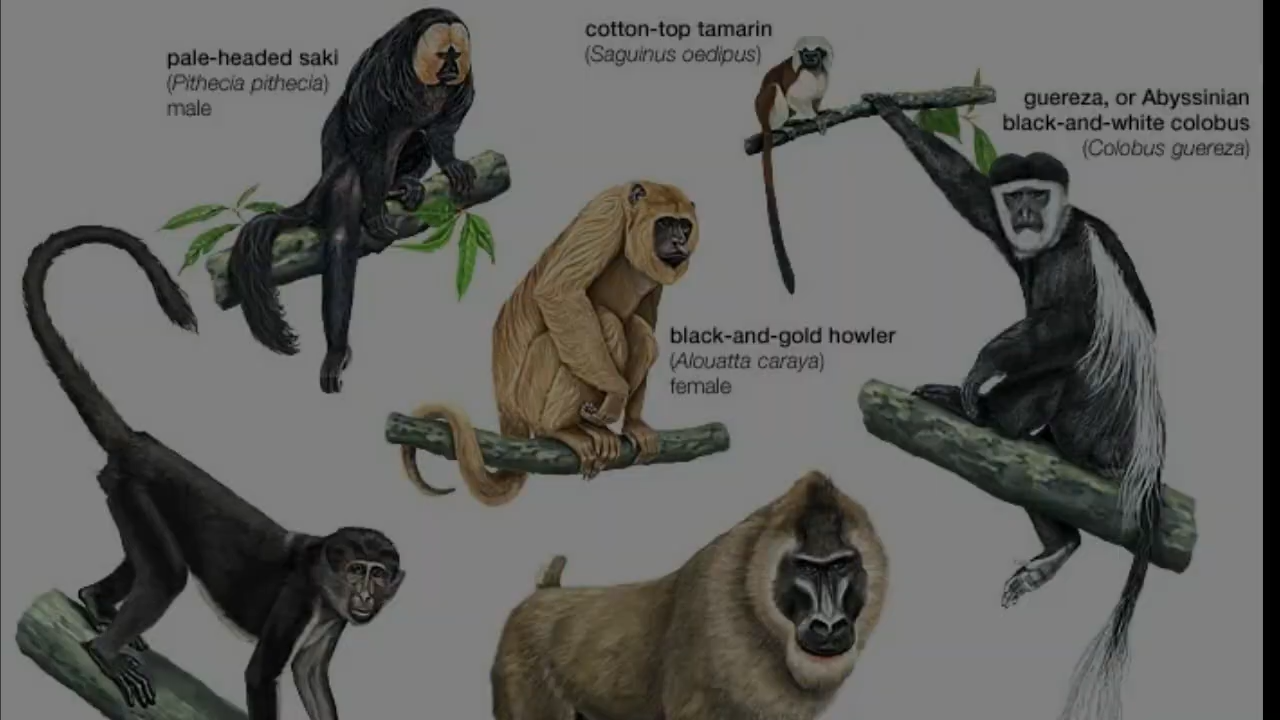 pale-headed saki
(Pithecia pithecia)
male
cotton-top tamarin
(Saguinus oedipus)
guereza, or Abyssinian
black-and-white colobus
(Colobus guereza)
black-and-gold howler
(Alouatta caraya)
female